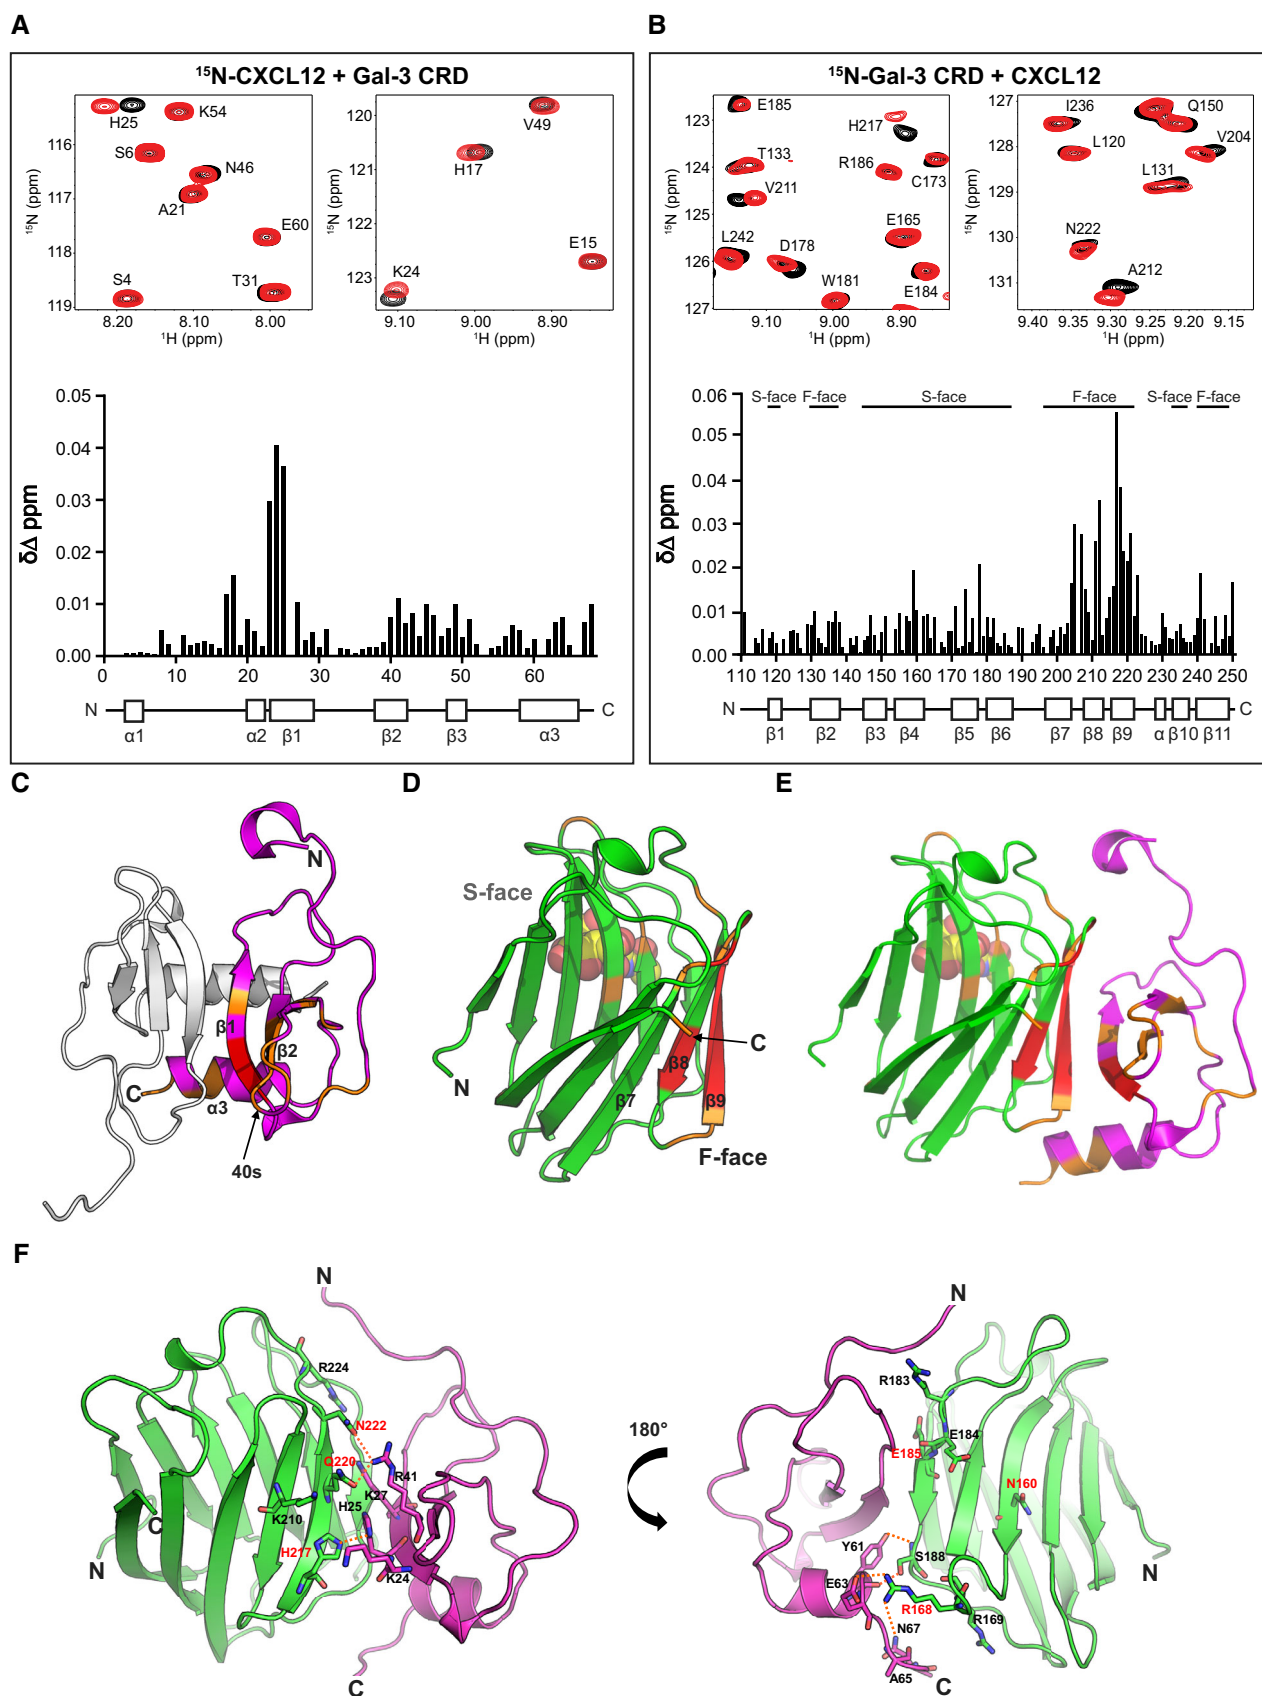 A
¹⁵N-CXCL12 + Gal-3 CRD
H25
K54
S6
N46
A21
E60
S4
T31
116
117
118
119
¹⁵N (ppm)
8.20
8.10
8.00
¹H (ppm)
V49
H17
E15
K24
120
121
122
123
¹⁵N (ppm)
9.10
9.00
8.90
¹H (ppm)
0.05
0.04
0.03
0.02
0.01
0.00
δΔ ppm
0
10
20
30
40
50
60
N
C
α1
α2
β1
β2
β3
α3
B
¹⁵N-Gal-3 CRD + CXCL12
E185
H217
T133
R186
C173
V211
E165
L242
D178
W181
E184
123
124
125
126
127
¹⁵N (ppm)
9.10
9.00
8.90
¹H (ppm)
I236
Q150
L120
V204
L131
N222
A212
127
128
129
130
131
¹⁵N (ppm)
9.40
9.35
9.30
9.25
9.20
9.15
¹H (ppm)
S-face
F-face
S-face
F-face
S-face
F-face
0.06
0.05
0.04
0.03
0.02
0.01
0.00
δΔ ppm
110
120
130
140
150
160
170
180
190
200
210
220
230
240
250
N
C
β1
β2
β3
β4
β5
β6
β7
β8
β9
α
β10
β11
C
N
β1
β2
C
α3
40s
D
S-face
N
C
β8
β7
β9
F-face
E
F
N
R224
N222
Q220
R41
H25
K27
K210
C
H217
K24
N
C
180°
N
R183
E184
E185
N160
Y61
S188
E63
R168
R169
N67
A65
C
N